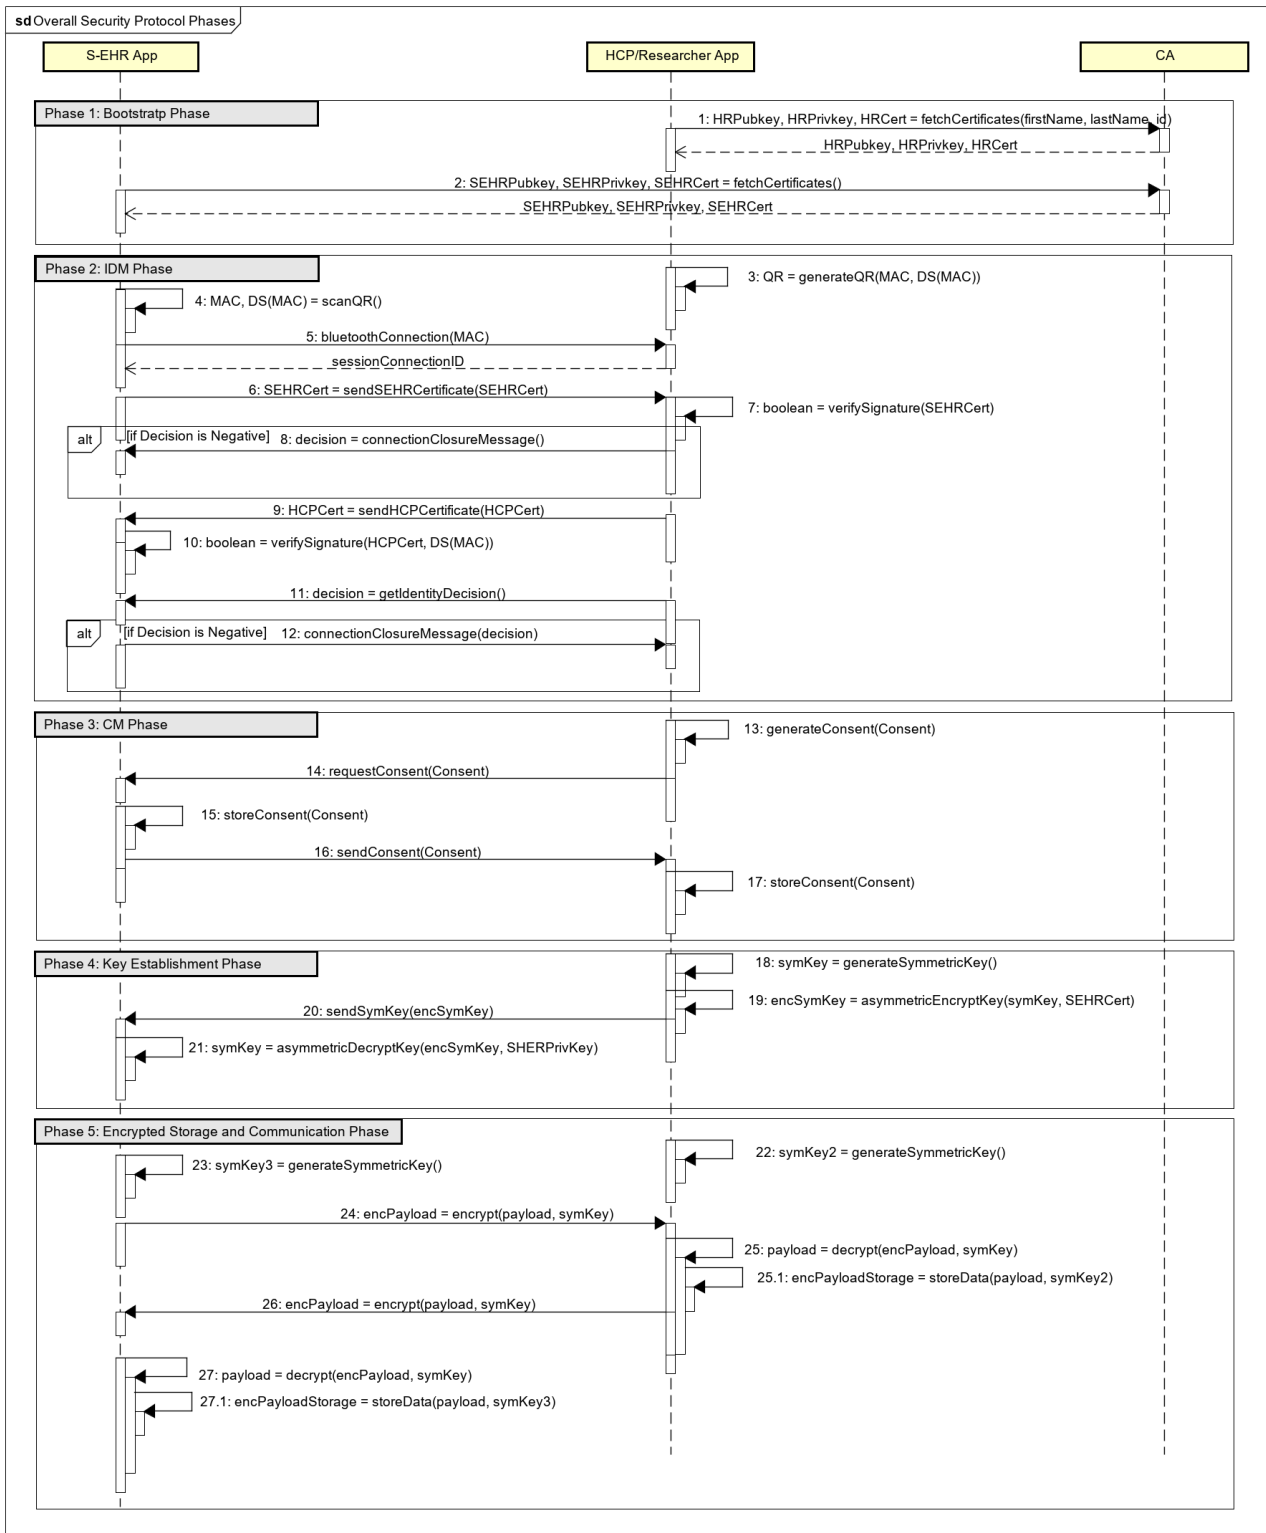 sd Overall Security Protocol Phases
S-EHR App
HCP/Researcher App
CA
Phase 1: Bootstratp Phase
1: HRPubkey, HRPrivkey, HRCert = fetchCertificates(firstName, lastName, id)
HRPubkey, HRPrivkey, HRCert
2: SEHRPubkey, SEHRPrivkey, SEHRCert = fetchCertificates()
SEHRPubkey, SEHRPrivkey, SEHRCert
Phase 2: IDM Phase
3: QR = generateQR(MAC, DS(MAC))
4: MAC, DS(MAC) = scanQR()
5: bluetoothConnection(MAC)
sessionConnectionID
6: SEHRCert = sendSEHRCertificate(SEHRCert)
7: boolean = verifySignature(SEHRCert)
alt [if Decision is Negative] 8: decision = connectionClosureMessage()
9: HCPCert = sendHCPCertificate(HCPCert)
10: boolean = verifySignature(HCPCert, DS(MAC))
11: decision = getIdentityDecision()
alt [if Decision is Negative] 12: connectionClosureMessage(decision)
Phase 3: CM Phase
13: generateConsent(Consent)
14: requestConsent(Consent)
15: storeConsent(Consent)
16: sendConsent(Consent)
17: storeConsent(Consent)
Phase 4: Key Establishment Phase
18: symKey = generateSymmetricKey()
19: encSymKey = asymmetricEncryptKey(symKey, SEHRCert)
20: sendSymKey(encSymKey)
21: symKey = asymmetricDecryptKey(encSymKey, SHERPrivKey)
Phase 5: Encrypted Storage and Communication Phase
22: symKey2 = generateSymmetricKey()
23: symKey3 = generateSymmetricKey()
24: encPayload = encrypt(payload, symKey)
25: payload = decrypt(encPayload, symKey)
25.1: encPayloadStorage = storeData(payload, symKey2)
26: encPayload = encrypt(payload, symKey)
27: payload = decrypt(encPayload, symKey)
27.1: encPayloadStorage = storeData(payload, symKey3)